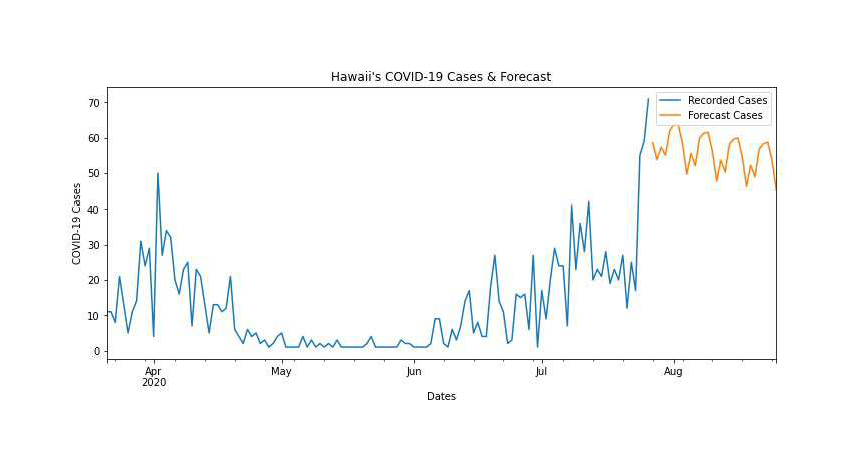 Hawaii's COVID-19 Cases & Forecast
Recorded Cases
Forecast Cases
COVID-19 Cases
70
60
50
40
30
20
10
0
Apr
2020
May
Jun
Jul
Aug
Dates